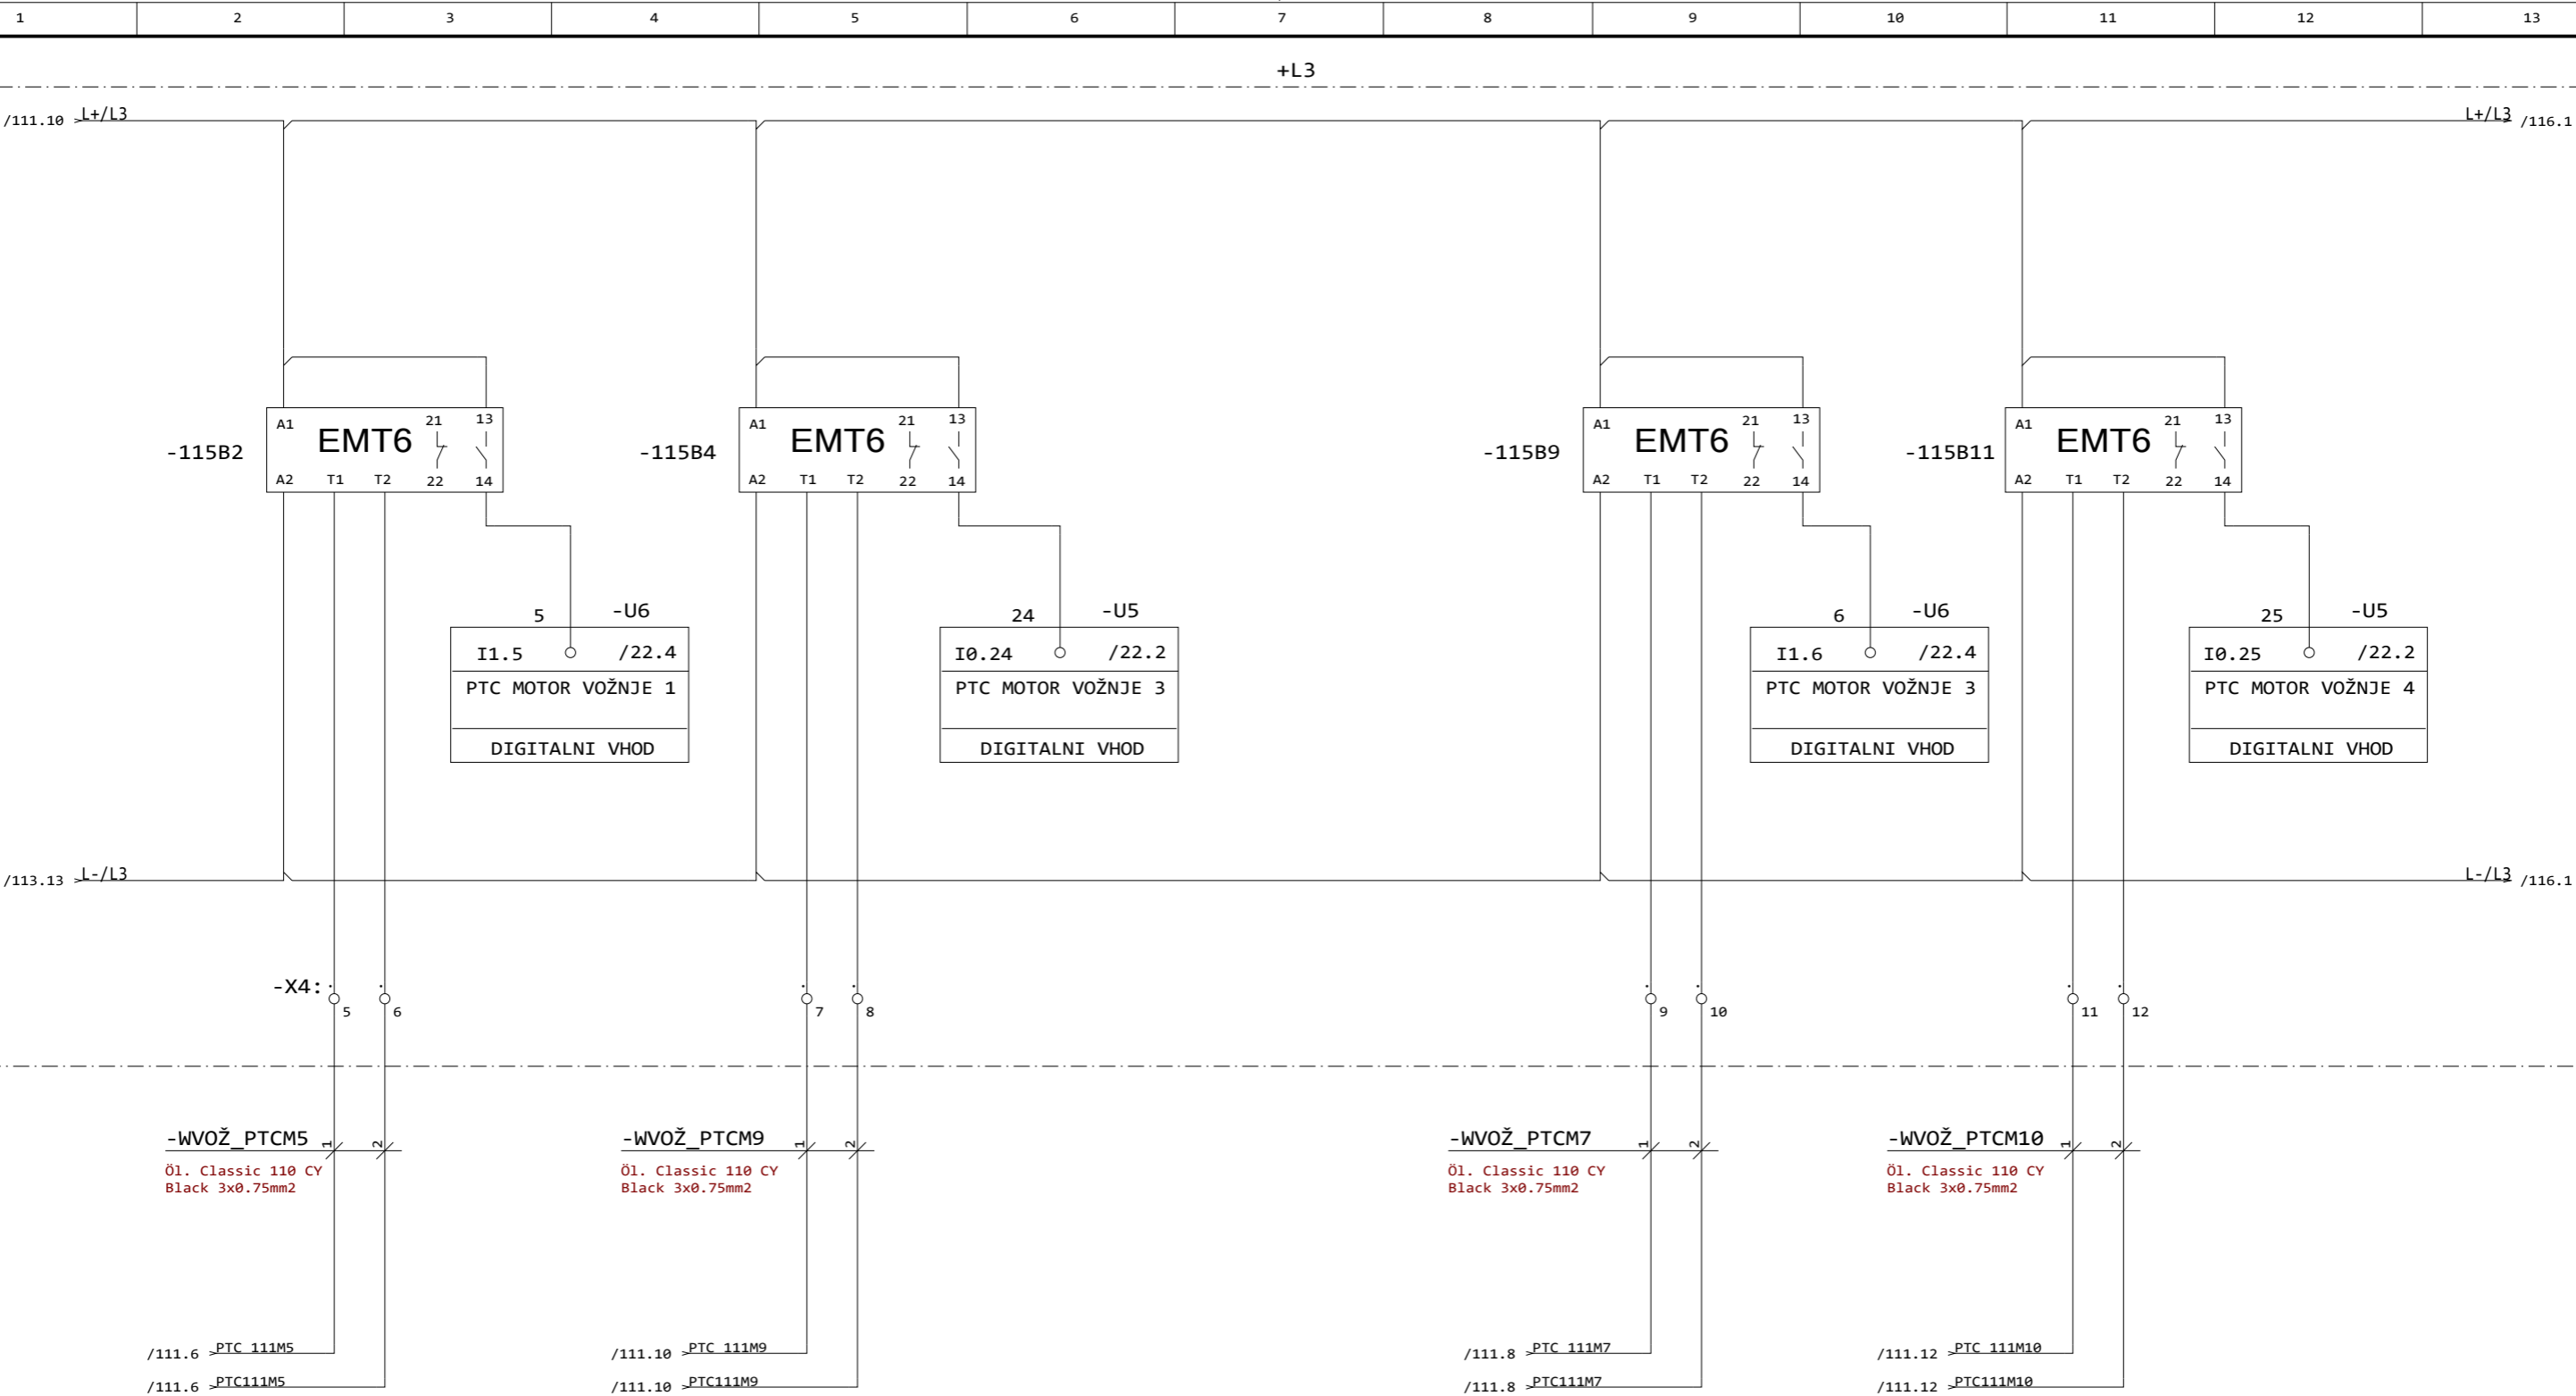 1 2 3 4 5 6 7 8 9 10 11 12 13
+L3
/111.10 L+/L3 L+/L3 /116.1
A1 EMT6 21 13 A1 EMT6 21 13 A1 EMT6 21 13 A1 EMT6 21 13
-115B2 -115B4 -115B9 -115B11
A2 T1 T2 22 14 A2 T1 T2 22 14 A2 T1 T2 22 14 A2 T1 T2 22 14
5 -U6 24 -U5 6 -U6 25 -U5
I1.5 /22.4 I0.24 /22.2 I1.6 /22.4 I0.25 /22.2
PTC MOTOR VOŽNJE 1 PTC MOTOR VOŽNJE 3 PTC MOTOR VOŽNJE 3 PTC MOTOR VOŽNJE 4
DIGITALNI VHOD DIGITALNI VHOD DIGITALNI VHOD DIGITALNI VHOD
/113.13 L-/L3 L-/L3 /116.1
-X4:
5 6 7 8 9 10 11 12
-WVOŽ_PTCM5 1 2 -WVOŽ_PTCM9 1 2 -WVOŽ_PTCM7 1 2 -WVOŽ_PTCM10 1 2
Öl. Classic 110 CY Öl. Classic 110 CY Öl. Classic 110 CY Öl. Classic 110 CY
Black 3x0.75mm2 Black 3x0.75mm2 Black 3x0.75mm2 Black 3x0.75mm2
/111.6 PTC 111M5 /111.10 PTC 111M9 /111.8 PTC 111M7 /111.12 PTC 111M10
/111.6 PTC111M5 /111.10 PTC111M9 /111.8 PTC111M7 /111.12 PTC111M10